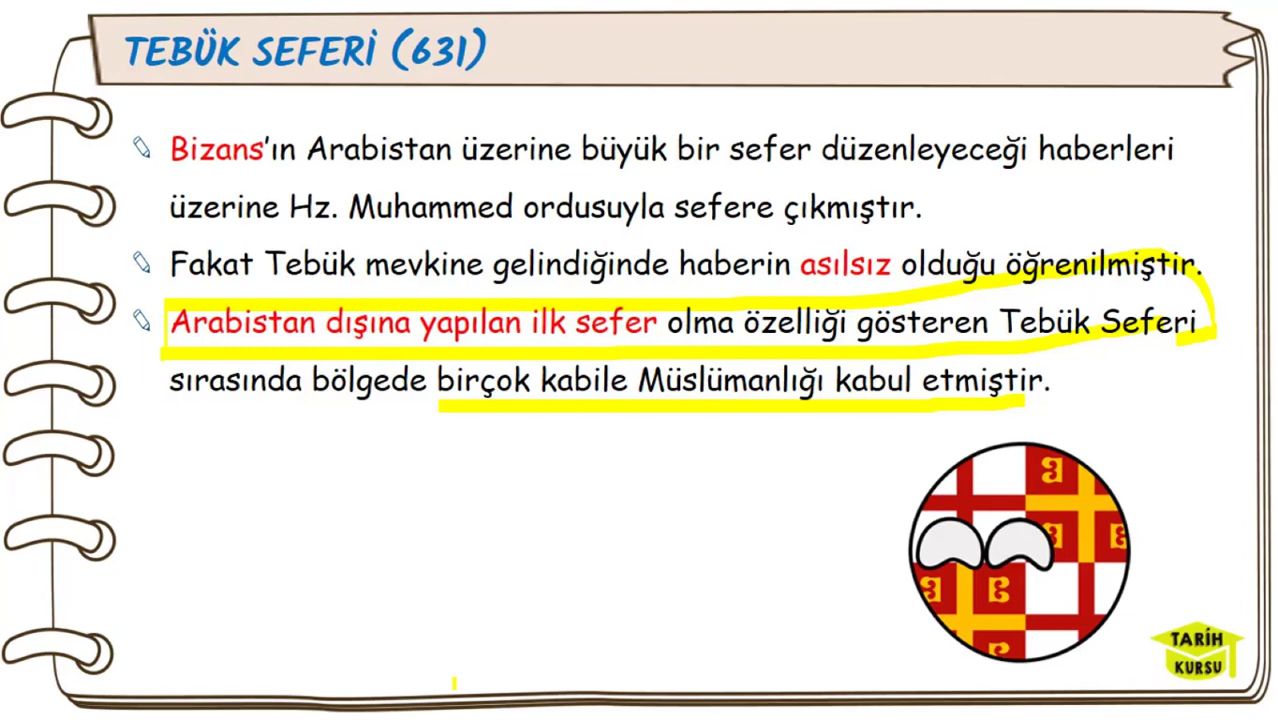 TEBÜK SEFERİ (631)
Bizans’ın Arabistan üzerine büyük bir sefer düzenleyeceği haberleri
üzerine Hz. Muhammed ordusuyla sefere çıkmıştır.
Fakat Tebük mevkine gelindiğinde haberin asılsız olduğu öğrenilmiştir.
Arabistan dışına yapılan ilk sefer olma özelliği gösteren Tebük Seferi
sırasında bölgede birçok kabile Müslümanlığı kabul etmiştir.
TARİH
KURSU